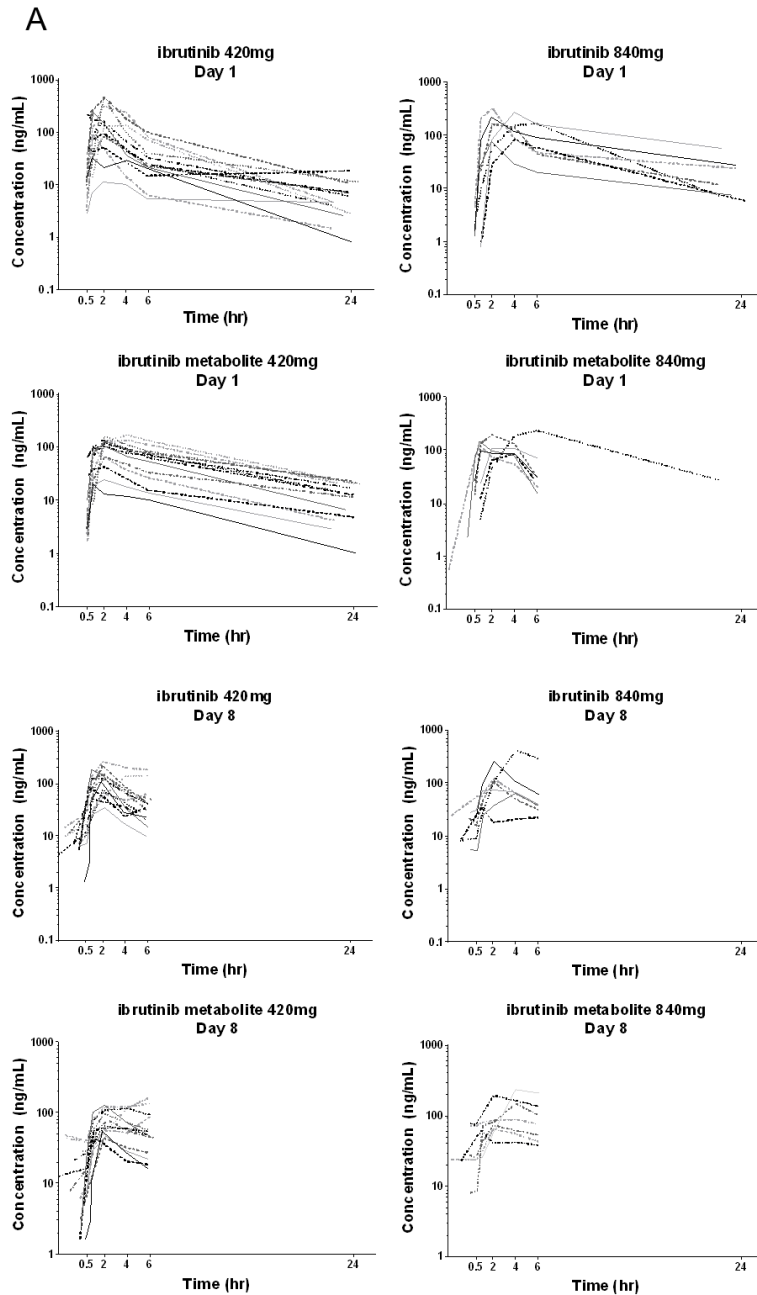 A
ibrutinib 420mg
Day 1
Concentration (ng/mL)
1000
100
10
1
0.1
0.5 2 4 6 24
Time (hr)
ibrutinib 840mg
Day 1
Concentration (ng/mL)
1000
100
10
1
0.1
0.5 2 4 6 24
Time (hr)
ibrutinib metabolite 420mg
Day 1
Concentration (ng/mL)
1000
100
10
1
0.1
0.5 2 4 6 24
Time (hr)
ibrutinib metabolite 840mg
Day 1
Concentration (ng/mL)
1000
100
10
1
0.1
0.5 2 4 6 24
Time (hr)
ibrutinib 420mg
Day 8
Concentration (ng/mL)
1000
100
10
1
0.1
0.5 2 4 6 24
Time (hr)
ibrutinib 840mg
Day 8
Concentration (ng/mL)
1000
100
10
1
0.1
0.5 2 4 6 24
Time (hr)
ibrutinib metabolite 420mg
Day 8
Concentration (ng/mL)
1000
100
10
1
0.5 2 4 6 24
Time (hr)
ibrutinib metabolite 840mg
Day 8
Concentration (ng/mL)
1000
100
10
1
0.5 2 4 6 24
Time (hr)